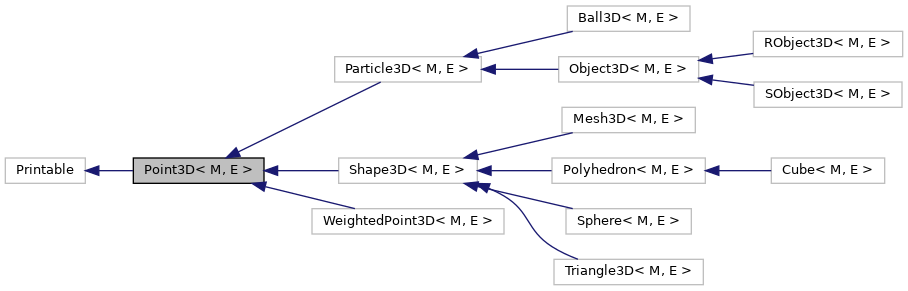 Ball3D< M, E >
RObject3D< M, E >
Particle3D< M, E >
Object3D< M, E >
SObject3D< M, E >
Mesh3D< M, E >
Printable
Point3D< M, E >
Shape3D< M, E >
Polyhedron< M, E >
Cube< M, E >
WeightedPoint3D< M, E >
Sphere< M, E >
Triangle3D< M, E >